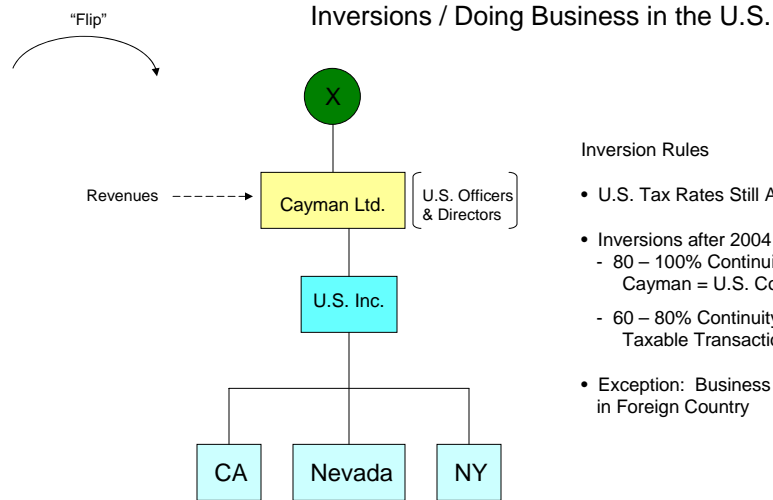 "Flip"
Inversions / Doing Business in the U.S.
X
Revenues
Cayman Ltd.
U.S. Officers
& Directors
U.S. Inc.
CA
Nevada
NY
Inversion Rules
• U.S. Tax Rates Still
• Inversions after 2004
- 80 – 100%
Cayman = U.S.
- 60 – 80%
Taxable
• Exception: Business
in Foreign Country